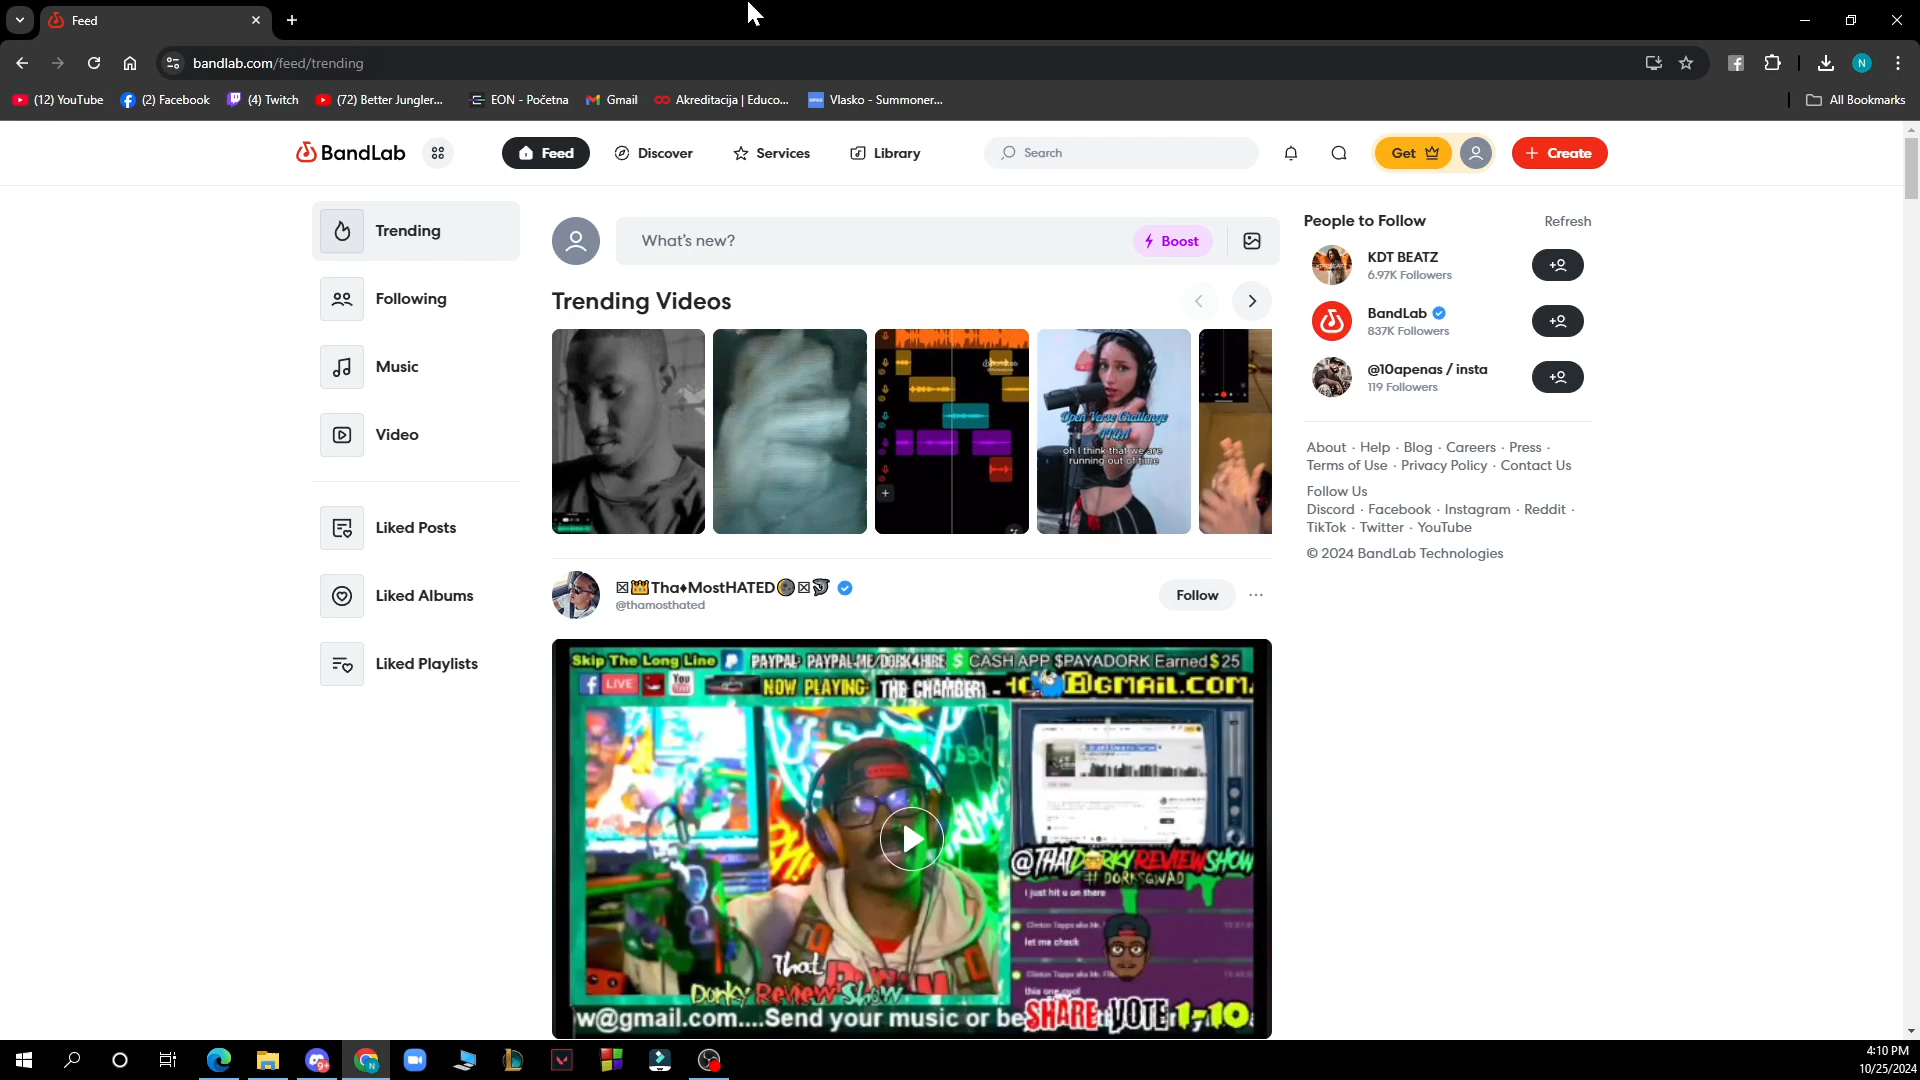 Feed
bandlab.com/feed/trending
(12) YouTube
(2) Facebook
(4) Twitch
(72) Better Jungler...
EON - Početna
Gmail
Akreditacija | Educo...
Vlasko - Summoner...
All Bookmarks
BandLab
Feed
Discover
Services
Library
Search
Get
Create
Trending
Following
Music
Video
Liked Posts
Liked Albums
Liked Playlists
What's new?
Boost
Trending Videos
Open Verse Challenge
oh I think that we are
running out of time
Tha♦MostHATED
@thamosthated
Follow
Skip The Long Line PAYPAL: PAYPAL.ME/DORK4HIRE $ CASH APP $PAYADORK Earned $25
LIVE You NOW PLAYING: THE CHAMBER1 - @GMAIL.COM
@THATDORKYREVIEWSHOW
# DORKSQWAD
i just hit u on there
let me check
this one cool
That
Dorky Review Show
w@gmail.com....Send your music or be
SHARE VOTE 1-10
People to Follow
Refresh
KDT BEATZ
6.97K Followers
BandLab
837K Followers
@10apenas / insta
119 Followers
About · Help · Blog · Careers · Press ·
Terms of Use · Privacy Policy · Contact Us
Follow Us
Discord · Facebook · Instagram · Reddit ·
TikTok · Twitter · YouTube
© 2024 BandLab Technologies
9+
4:10 PM
10/25/2024